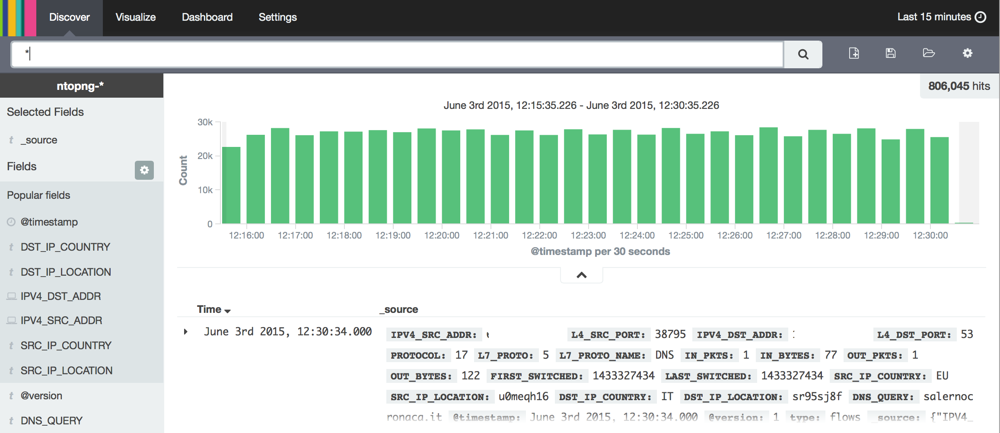 Discover Visualize Dashboard Settings Last 15 minutes
*
ntopng-*
806,045 hits
Selected Fields
t _source
Fields
Popular fields
@timestamp
t DST_IP_COUNTRY
t DST_IP_LOCATION
IPV4_DST_ADDR
IPV4_SRC_ADDR
t SRC_IP_COUNTRY
t SRC_IP_LOCATION
t @version
t DNS_QUERY
June 3rd 2015, 12:15:35.226 - June 3rd 2015, 12:30:35.226
Count
30k
20k
10k
0
12:16:00 12:17:00 12:18:00 12:19:00 12:20:00 12:21:00 12:22:00 12:23:00 12:24:00 12:25:00 12:26:00 12:27:00 12:28:00 12:29:00 12:30:00
@timestamp per 30 seconds
Time _source
June 3rd 2015, 12:30:34.000 IPV4_SRC_ADDR: L4_SRC_PORT: 38795 IPV4_DST_ADDR: L4_DST_PORT: 53
PROTOCOL: 17 L7_PROTO: 5 L7_PROTO_NAME: DNS IN_PKTS: 1 IN_BYTES: 77 OUT_PKTS: 1
OUT_BYTES: 122 FIRST_SWITCHED: 1433327434 LAST_SWITCHED: 1433327434 SRC_IP_COUNTRY: EU
SRC_IP_LOCATION: u0meqh16 DST_IP_COUNTRY: IT DST_IP_LOCATION: sr95sj8f DNS_QUERY: salernoc
@timestamp: June 3rd 2015, 12:30:34.000 @version: 1 type: flows _source: {"IPV4_